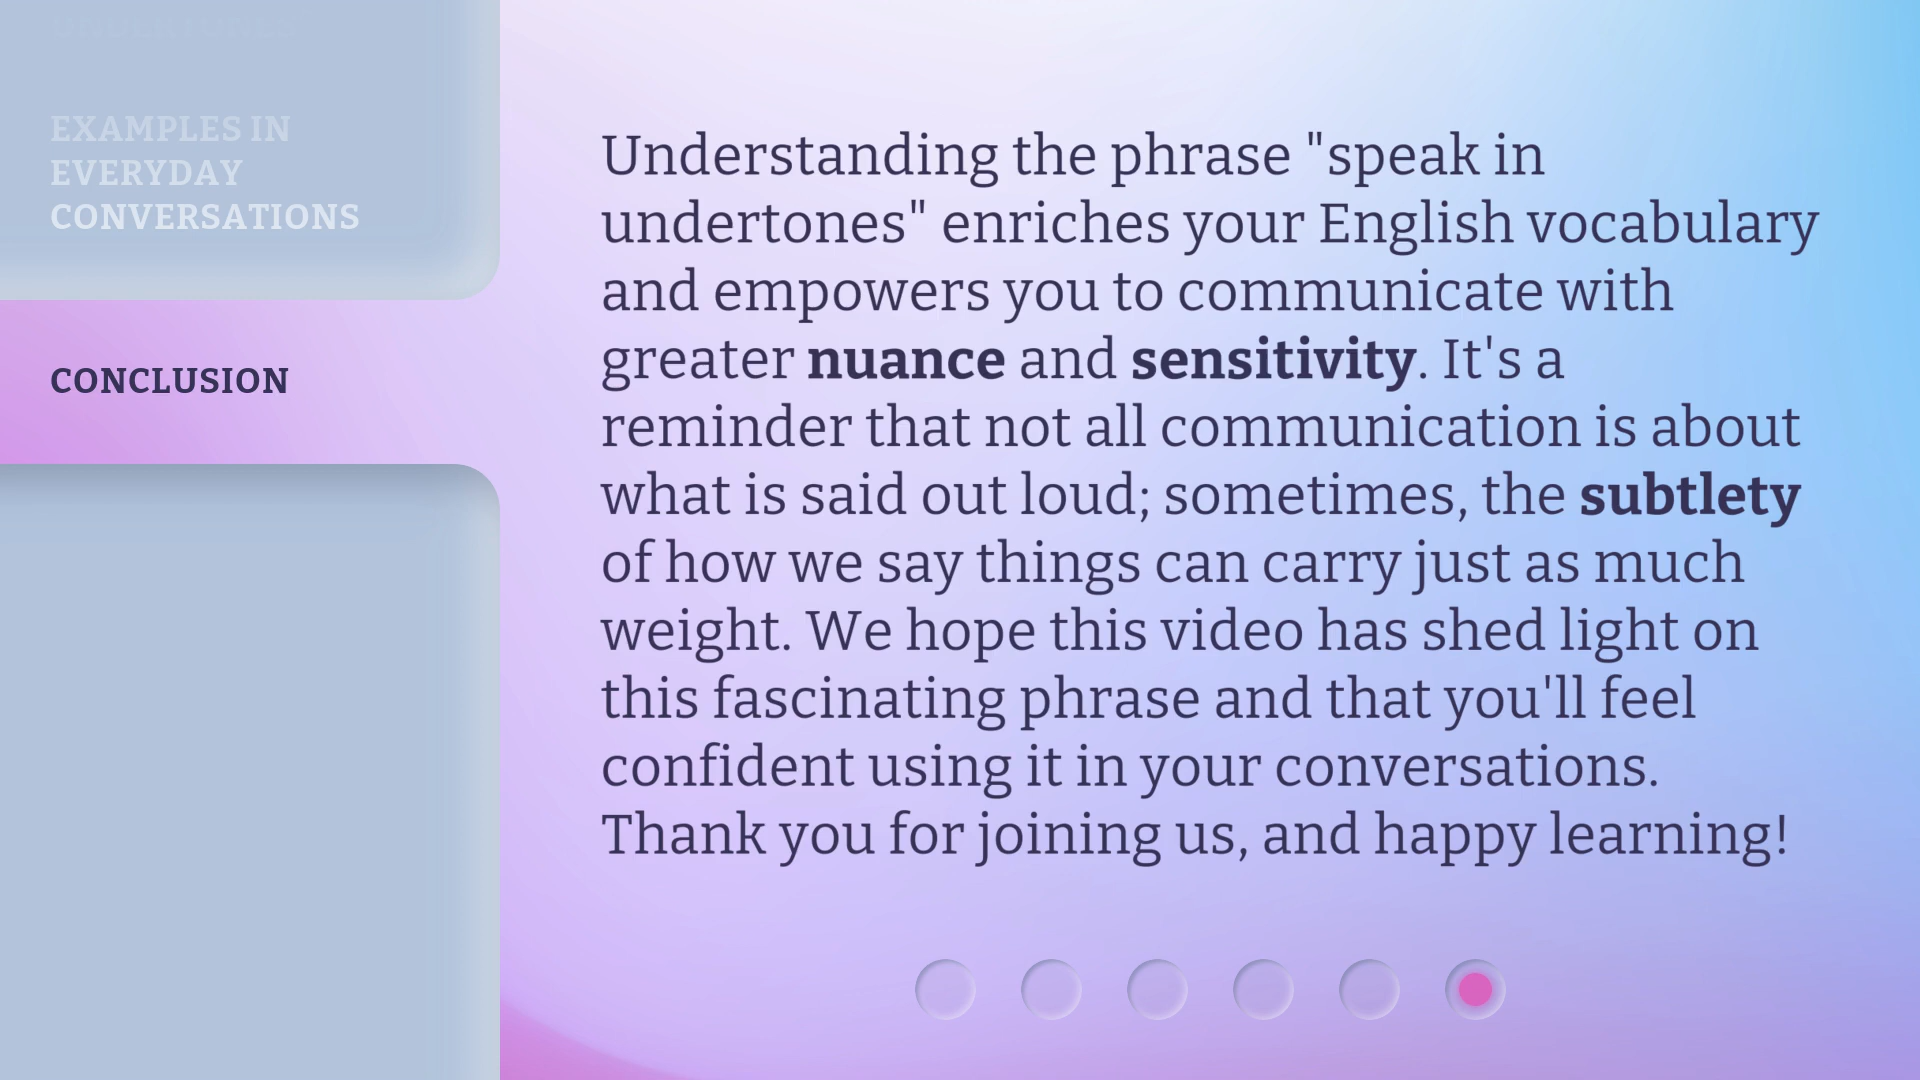 UNDERTONES
EXAMPLES IN
EVERYDAY
CONVERSATIONS
CONCLUSION
Understanding the phrase "speak in
undertones" enriches your English vocabulary
and empowers you to communicate with
greater nuance and sensitivity. It's a
reminder that not all communication is about
what is said out loud; sometimes, the subtlety
of how we say things can carry just as much
weight. We hope this video has shed light on
this fascinating phrase and that you'll feel
confident using it in your conversations.
Thank you for joining us, and happy learning!